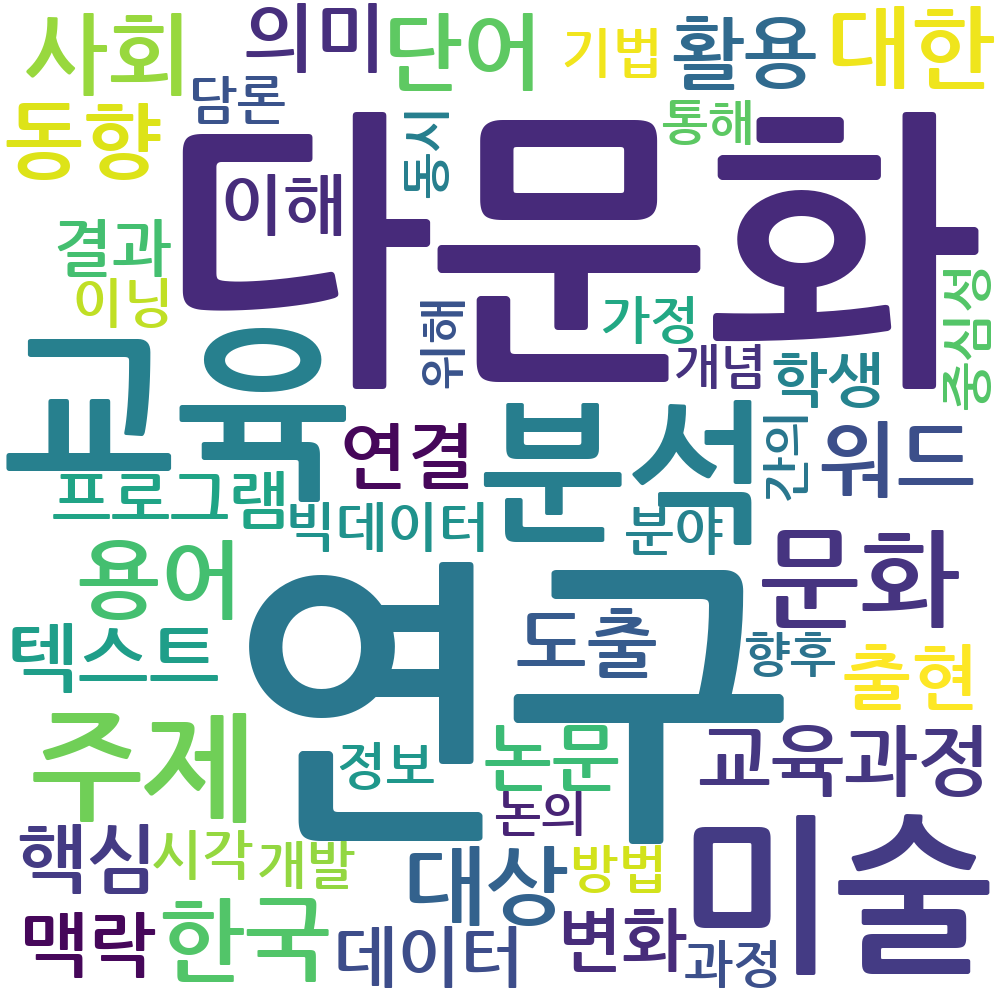 사회
의미
단어
기법
활용
대한
담론
동향
동시
통해
다문화
이해
결과
이닝
위해
가정
중심성
개념
학생
교육
분석
연결
간의
워드
프로그램
빅데이터
분야
문화
용어
연구
도출
텍스트
향후
출현
주제
정보
논문
교육과정
논의
핵심
시각
개발
대상
방법
미술
맥락
한국
데이터
변화
과정